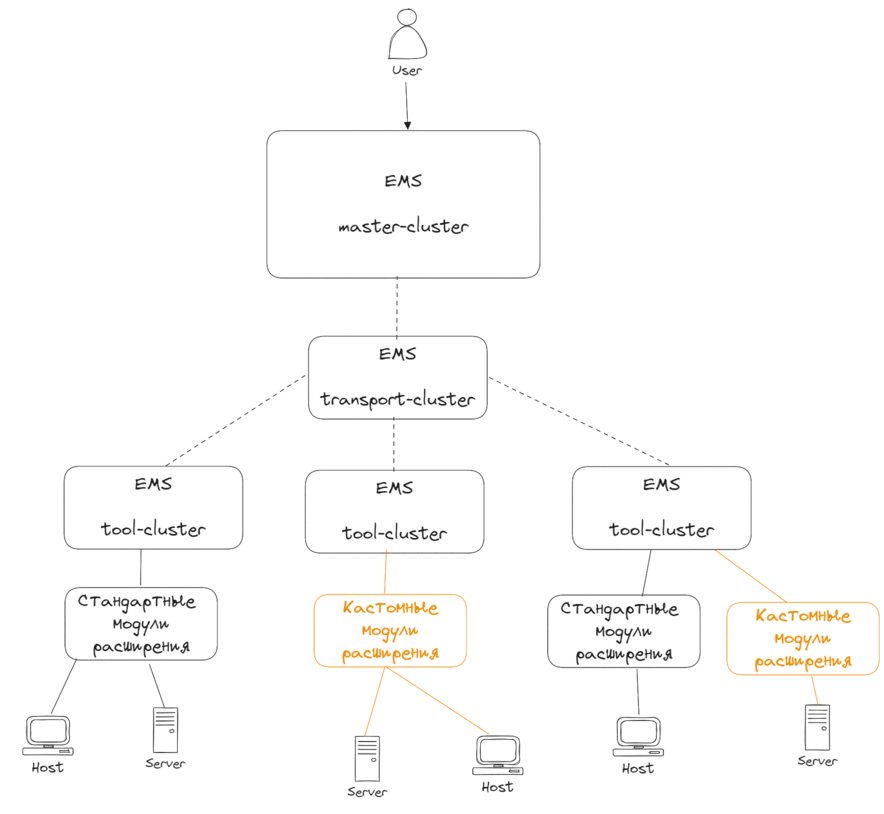 User
EMS
master-cluster
EMS
transport-cluster
EMS
tool-cluster
EMS
tool-cluster
EMS
tool-cluster
Стандартные
модули
расширения
Кастомные
модули
расширения
Стандартные
модули
расширения
Кастомные
модули
расширения
Host
Server
Server
Host
Host
Server